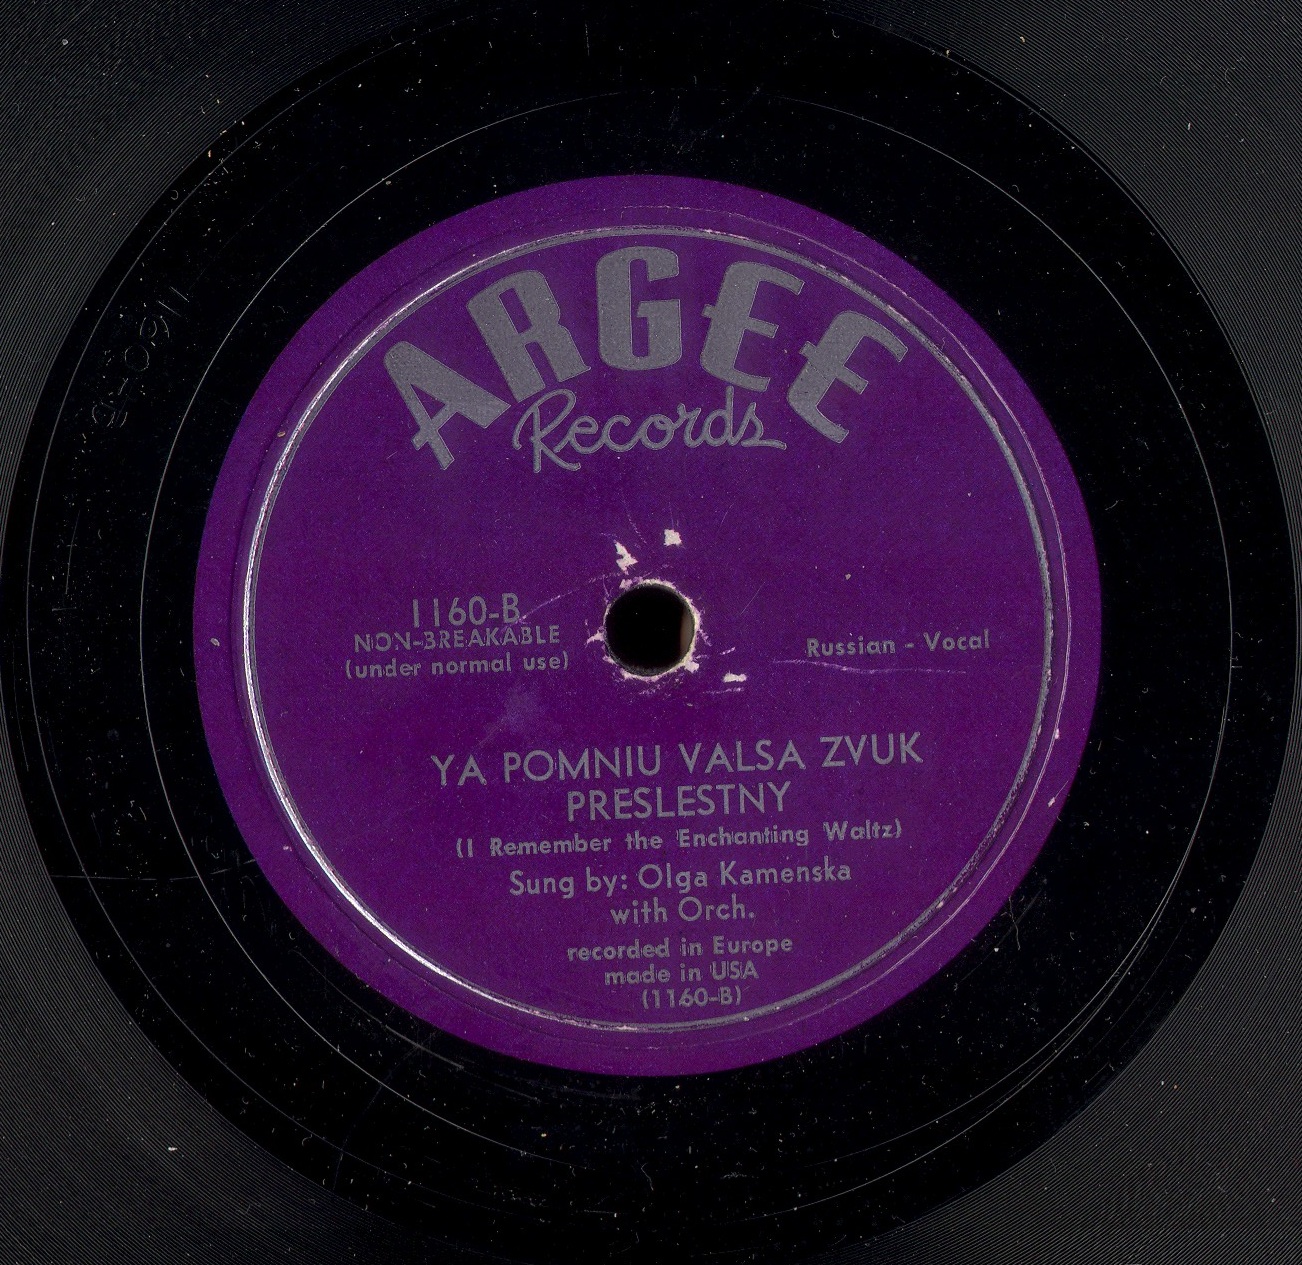 ARGEE
Records
1160-B
NON-BREAKABLE
(under normal use)
Russian - Vocal
YA POMNIU VALSA ZVUK
PRESLESTNY
(I Remember the Enchanting Waltz)
Sung by: Olga Kamenska
with Orch.
recorded in Europe
made in USA
(1160-B)